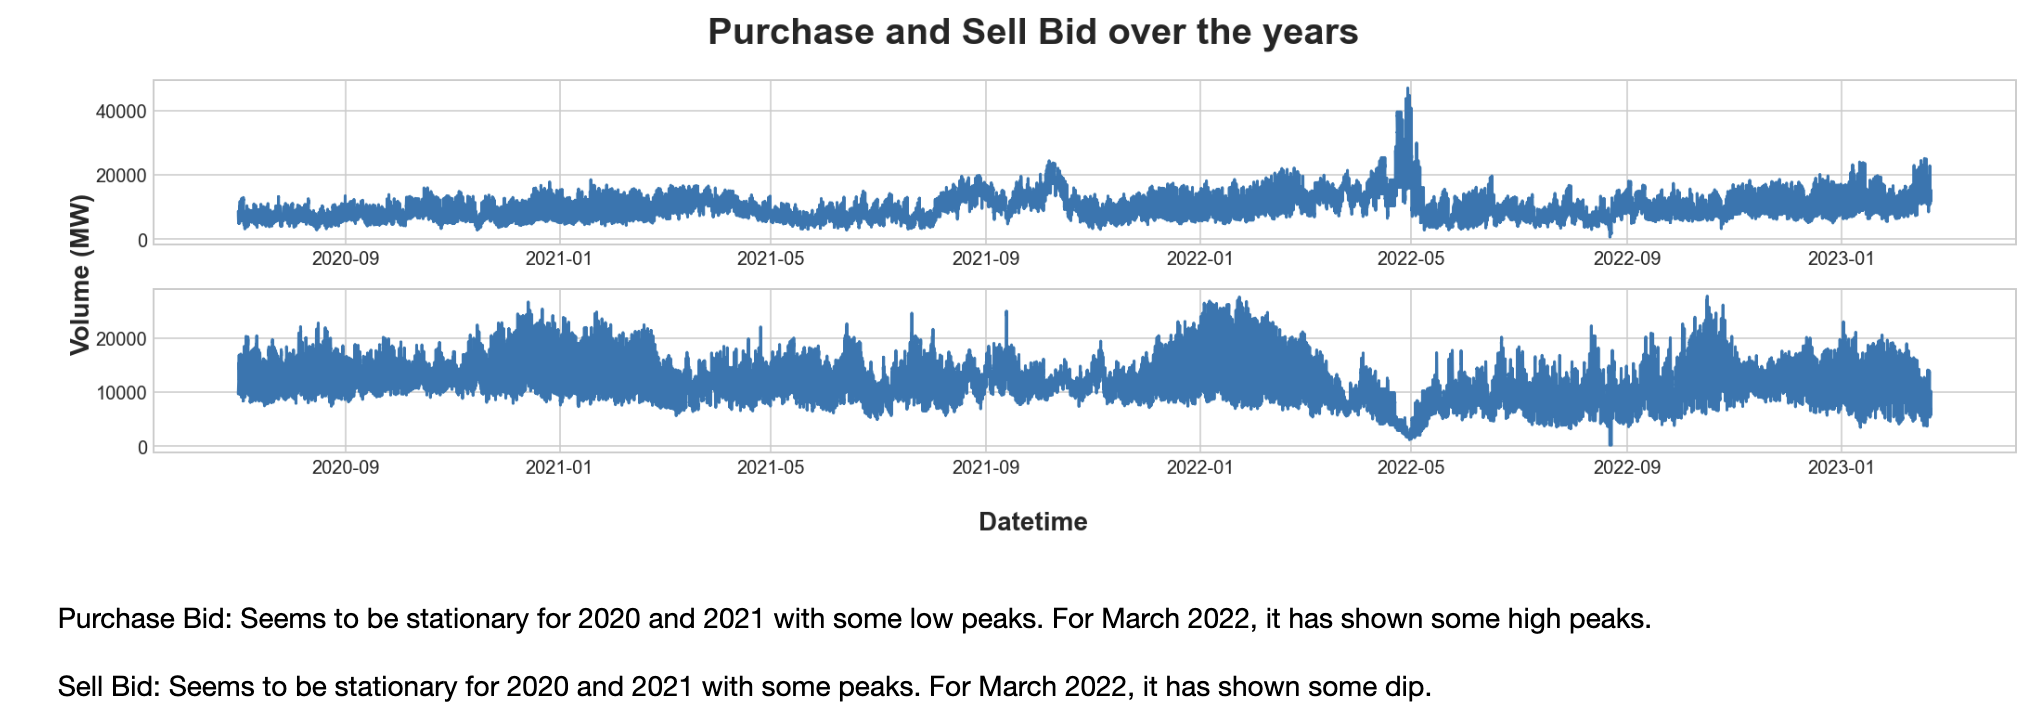 Purchase and Sell Bid over the years
Volume (MW)
40000
20000
0
2020-09 2021-01 2021-05 2021-09 2022-01 2022-05 2022-09 2023-01
20000
10000
0
2020-09 2021-01 2021-05 2021-09 2022-01 2022-05 2022-09 2023-01
Datetime
Purchase Bid: Seems to be stationary for 2020 and 2021 with some low peaks. For March 2022, it has shown some high peaks.
Sell Bid: Seems to be stationary for 2020 and 2021 with some peaks. For March 2022, it has shown some dip.